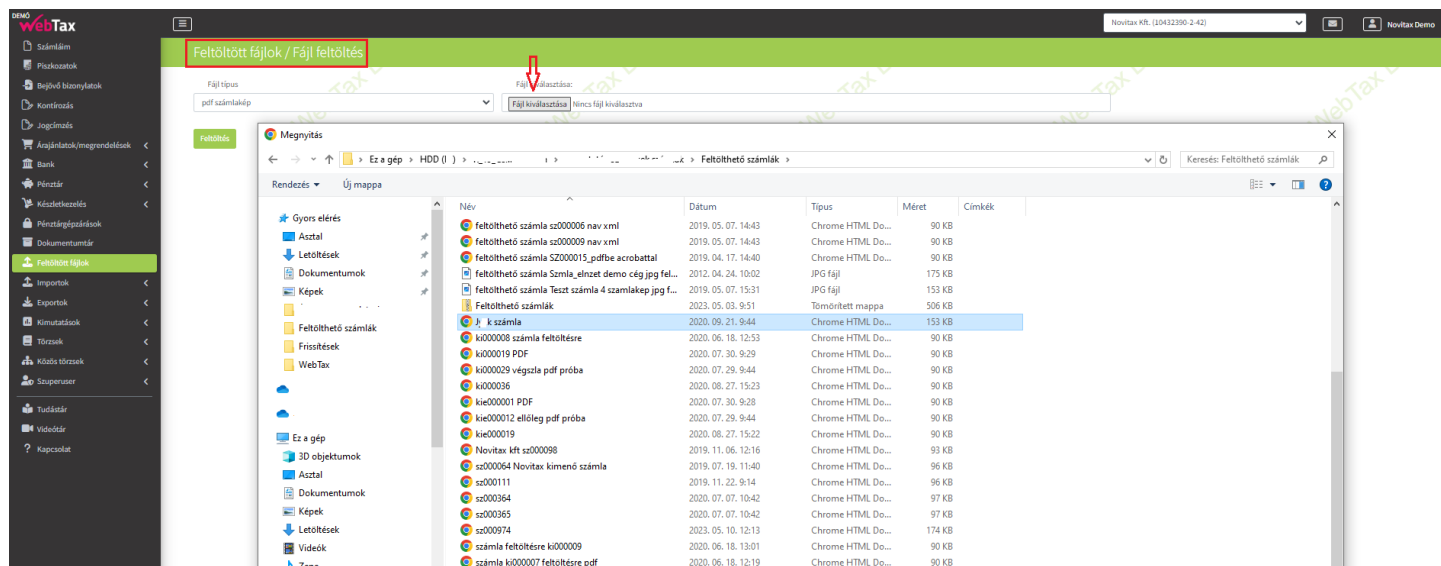 DEMÓ
WebTax
Novitax Kft. (10432390-2-42)
Novitax Demo
Számláim
Piszkozatok
Bejövő bizonylatok
Kontírozás
Jogcímzés
Árajánlatok/megrendelések
Bank
Pénztár
Készletkezelés
Pénztárgépzárások
Dokumentumtár
Feltöltött fájlok
Importok
Exportok
Kimutatások
Törzsek
Közös törzsek
Szuperuser
Tudástár
Videótár
Kapcsolat
Feltöltött fájlok / Fájl feltöltés
Fájl típus
pdf számlakép
Fájl kiválasztása:
Fájl kiválasztása Nincs fájl kiválasztva
Feltöltés
Megnyitás
Ez a gép > HDD (I ) > Feltölthető számlák >
Keresés: Feltölthető számlák
Rendezés Új mappa
Gyors elérés
Asztal
Letöltések
Dokumentumok
Képek
Feltölthető számlák
Frissítések
WebTax
Ez a gép
3D objektumok
Asztal
Dokumentumok
Képek
Letöltések
Videók
Név Dátum Típus Méret Címkék
feltölthető számla sz000006 nav xml 2019. 05. 07. 14:43 Chrome HTML Do... 90 KB
feltölthető számla sz000009 nav xml 2019. 05. 07. 14:43 Chrome HTML Do... 90 KB
feltölthető számla SZ000015_pdfbe acrobattal 2019. 04. 17. 14:40 Chrome HTML Do... 90 KB
feltölthető számla Szmla_elnzet demo cég jpg fel... 2012. 04. 24. 10:02 JPG fájl 175 KB
feltölthető számla Teszt számla 4 szamlakep jpg f... 2019. 05. 07. 15:31 JPG fájl 153 KB
Feltölthető számlák 2023. 05. 03. 9:51 Tömörített mappa 506 KB
számla 2020. 09. 21. 9:44 Chrome HTML Do... 153 KB
ki000008 számla feltöltésre 2020. 06. 18. 12:53 Chrome HTML Do... 90 KB
ki000019 PDF 2020. 07. 30. 9:29 Chrome HTML Do... 90 KB
ki000029 végszla pdf próba 2020. 07. 29. 9:44 Chrome HTML Do... 90 KB
ki000036 2020. 08. 27. 15:23 Chrome HTML Do... 90 KB
kie000001 PDF 2020. 07. 30. 9:28 Chrome HTML Do... 90 KB
kie000012 ellőleg pdf próba 2020. 07. 29. 9:44 Chrome HTML Do... 90 KB
kie000019 2020. 08. 27. 15:22 Chrome HTML Do... 90 KB
Novitax kft sz000098 2019. 11. 06. 12:16 Chrome HTML Do... 93 KB
sz000064 Novitax kimenő számla 2019. 07. 19. 11:40 Chrome HTML Do... 96 KB
sz000111 2019. 11. 22. 9:14 Chrome HTML Do... 96 KB
sz000364 2020. 07. 07. 10:42 Chrome HTML Do... 97 KB
sz000365 2020. 07. 07. 10:42 Chrome HTML Do... 97 KB
sz000974 2023. 05. 10. 12:13 Chrome HTML Do... 174 KB
számla feltöltésre ki000009 2020. 06. 18. 13:01 Chrome HTML Do... 90 KB
számla ki000007 feltöltésre pdf 2020. 06. 18. 12:19 Chrome HTML Do... 90 KB